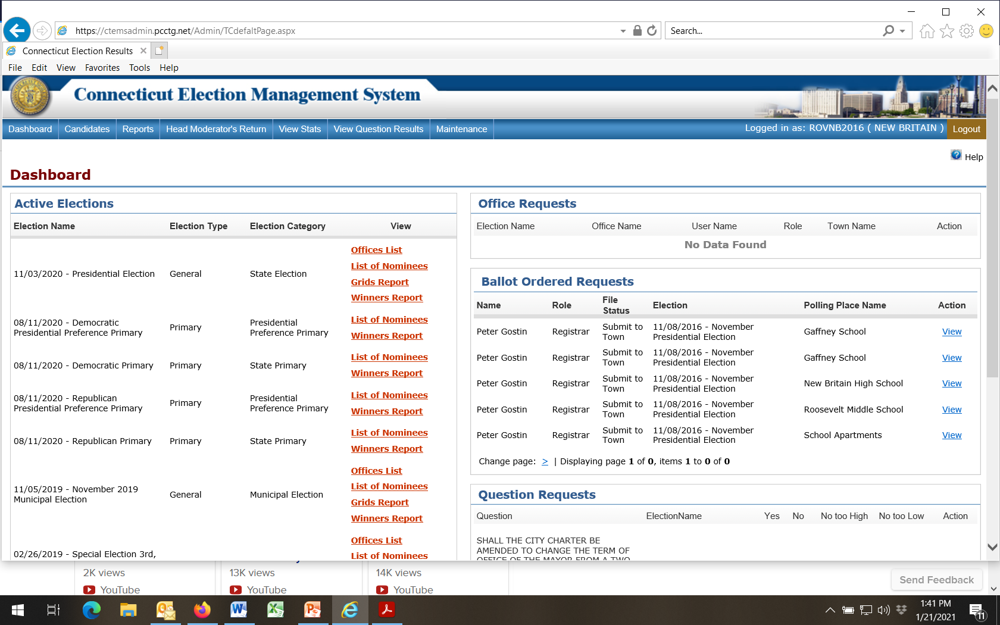 https://ctemsadmin.pcctg.net/Admin/TCdefaltPage.aspx
Search...
Connecticut Election Results
File Edit View Favorites Tools Help
Connecticut Election Management System
Dashboard Candidates Reports Head Moderator's Return View Stats View Question Results Maintenance
Logged in as: ROVNB2016 ( NEW BRITAIN ) Logout
Help
Dashboard
Active Elections
Election Name Election Type Election Category View
Offices List
List of Nominees
11/03/2020 - Presidential Election General State Election
Grids Report
Winners Report
08/11/2020 - Democratic
Presidential Preference Primary
Primary
Presidential
Preference Primary
List of Nominees
Winners Report
08/11/2020 - Democratic Primary Primary State Primary
List of Nominees
Winners Report
08/11/2020 - Republican
Presidential Preference Primary
Primary
Presidential
Preference Primary
List of Nominees
Winners Report
08/11/2020 - Republican Primary Primary State Primary
List of Nominees
Winners Report
11/05/2019 - November 2019
Municipal Election
General
Municipal Election
Offices List
List of Nominees
Grids Report
Winners Report
02/26/2019 - Special Election 3rd,
Offices List
List of Nominees
Office Requests
Election Name Office Name User Name Role Town Name Action
No Data Found
Ballot Ordered Requests
Name Role File Status Election Polling Place Name Action
Peter Gostin Registrar Submit to Town 11/08/2016 - November Presidential Election Gaffney School View
Peter Gostin Registrar Submit to Town 11/08/2016 - November Presidential Election Gaffney School View
Peter Gostin Registrar Submit to Town 11/08/2016 - November Presidential Election New Britain High School View
Peter Gostin Registrar Submit to Town 11/08/2016 - November Presidential Election Roosevelt Middle School View
Peter Gostin Registrar Submit to Town 11/08/2016 - November Presidential Election School Apartments View
Change page: > | Displaying page 1 of 0, items 1 to 0 of 0
Question Requests
Question ElectionName Yes No No too High No too Low Action
SHALL THE CITY CHARTER BE
AMENDED TO CHANGE THE TERM OF
OFFICE OF THE MAYOR FROM A TWO
2K views 13K views 14K views
YouTube YouTube YouTube
Send Feedback
1:41 PM
1/21/2021
11